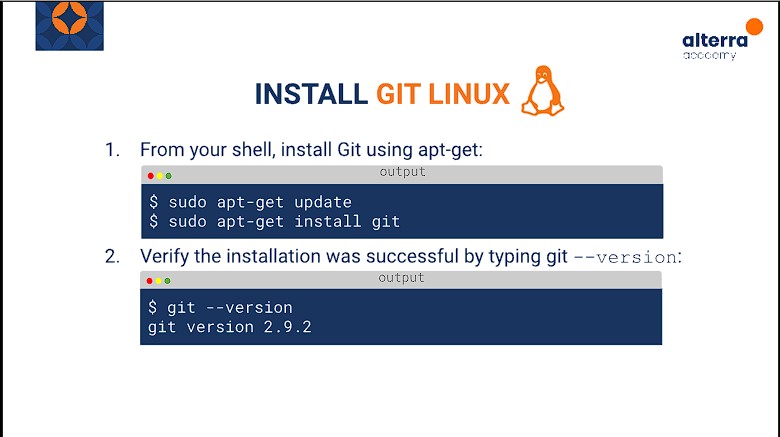 alterra
academy
INSTALL GIT LINUX
1. From your shell, install Git using apt-get:
output
$ sudo apt-get update
$ sudo apt-get install git
2. Verify the installation was successful by typing git --version:
output
$ git --version
git version 2.9.2